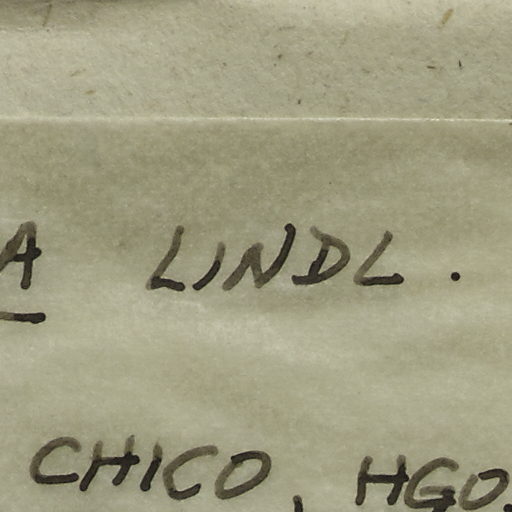 A LINDL.
CHICO, HGO.